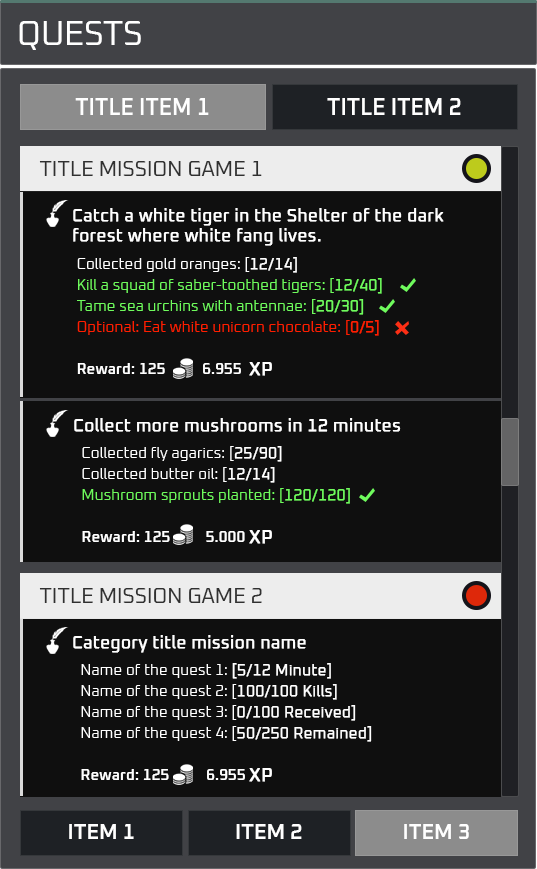 QUESTS
TITLE ITEM 1
TITLE ITEM 2
TITLE MISSION GAME 1
Catch a white tiger in the Shelter of the dark
forest where white fang lives.
Collected gold oranges: [12/14]
Kill a squad of saber-toothed tigers: [12/40]
Tame sea urchins with antennae: [20/30]
Optional: Eat white unicorn chocolate: [0/5]
Reward: 125 6.955 XP
Collect more mushrooms in 12 minutes
Collected fly agarics: [25/90]
Collected butter oil: [12/14]
Mushroom sprouts planted: [120/120]
Reward: 125 5.000 XP
TITLE MISSION GAME 2
Category title mission name
Name of the quest 1: [5/12 Minute]
Name of the quest 2: [100/100 Kills]
Name of the quest 3: [0/100 Received]
Name of the quest 4: [50/250 Remained]
Reward: 125 6.955 XP
ITEM 1
ITEM 2
ITEM 3